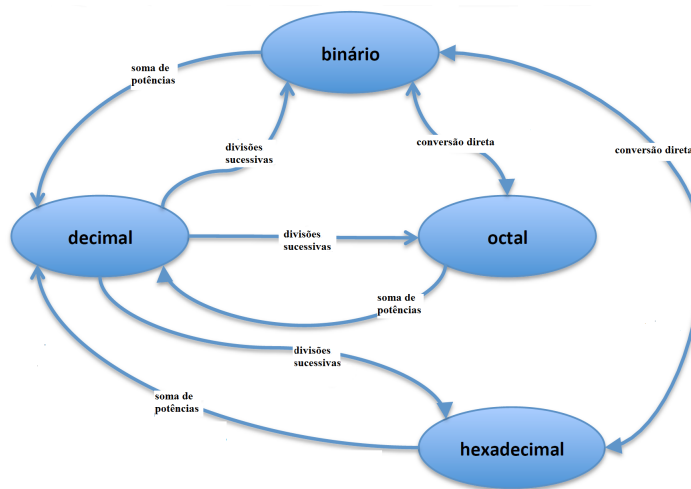 binário
soma de
potências
divisões
sucessivas
conversão direta
conversão direta
decimal
divisões
sucessivas
octal
soma de
potências
divisões
sucessivas
soma de
potências
hexadecimal